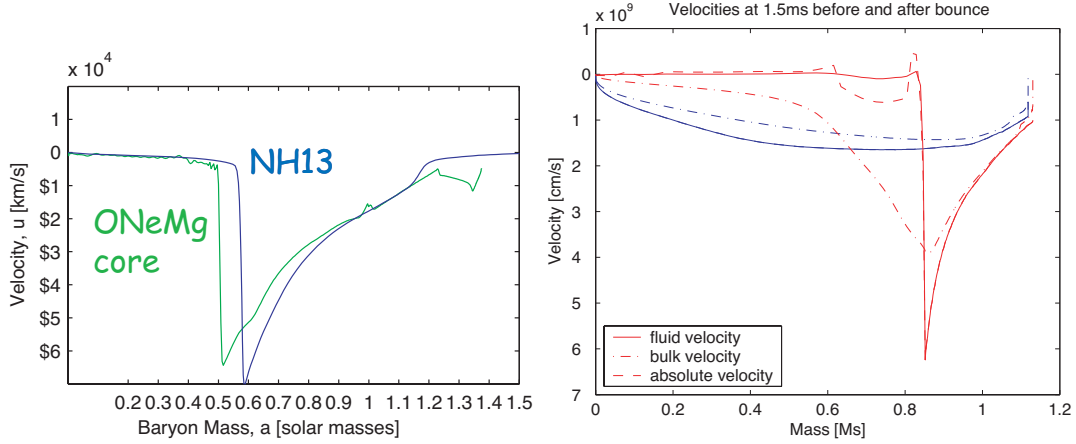 x 10⁴
1
0
$1
$2
$3
$4
$5
$6
Velocity, u [km/s]
NH13
ONeMg
core
0.2 0.3 0.4 0.5 0.6 0.7 0.8 0.9 1 1.1 1.2 1.3 1.4 1.5
Baryon Mass, a [solar masses]
Velocities at 1.5ms before and after bounce
x 10⁹
1
0
1
2
3
4
5
6
7
Velocity [cm/s]
fluid velocity
bulk velocity
absolute velocity
0 0.2 0.4 0.6 0.8 1 1.2
Mass [Ms]